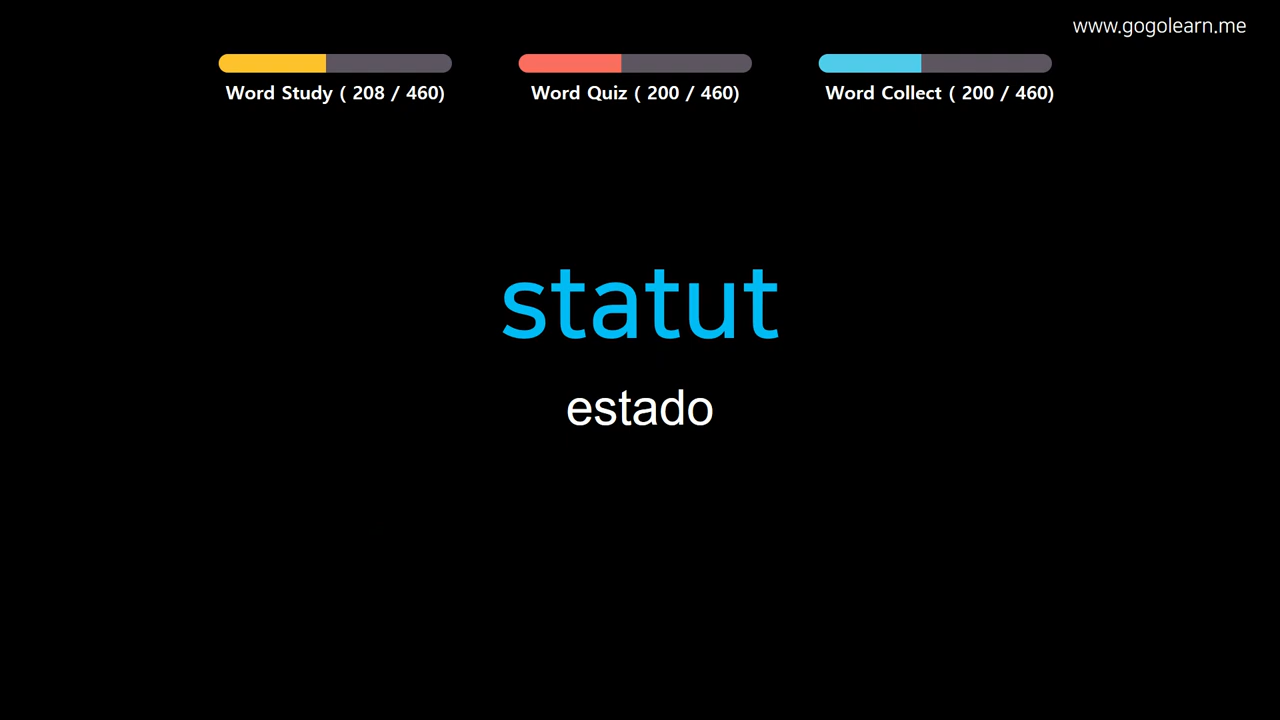 www.gogolearn.me
Word Study ( 208 / 460)
Word Quiz ( 200 / 460)
Word Collect ( 200 / 460)
statut
estado